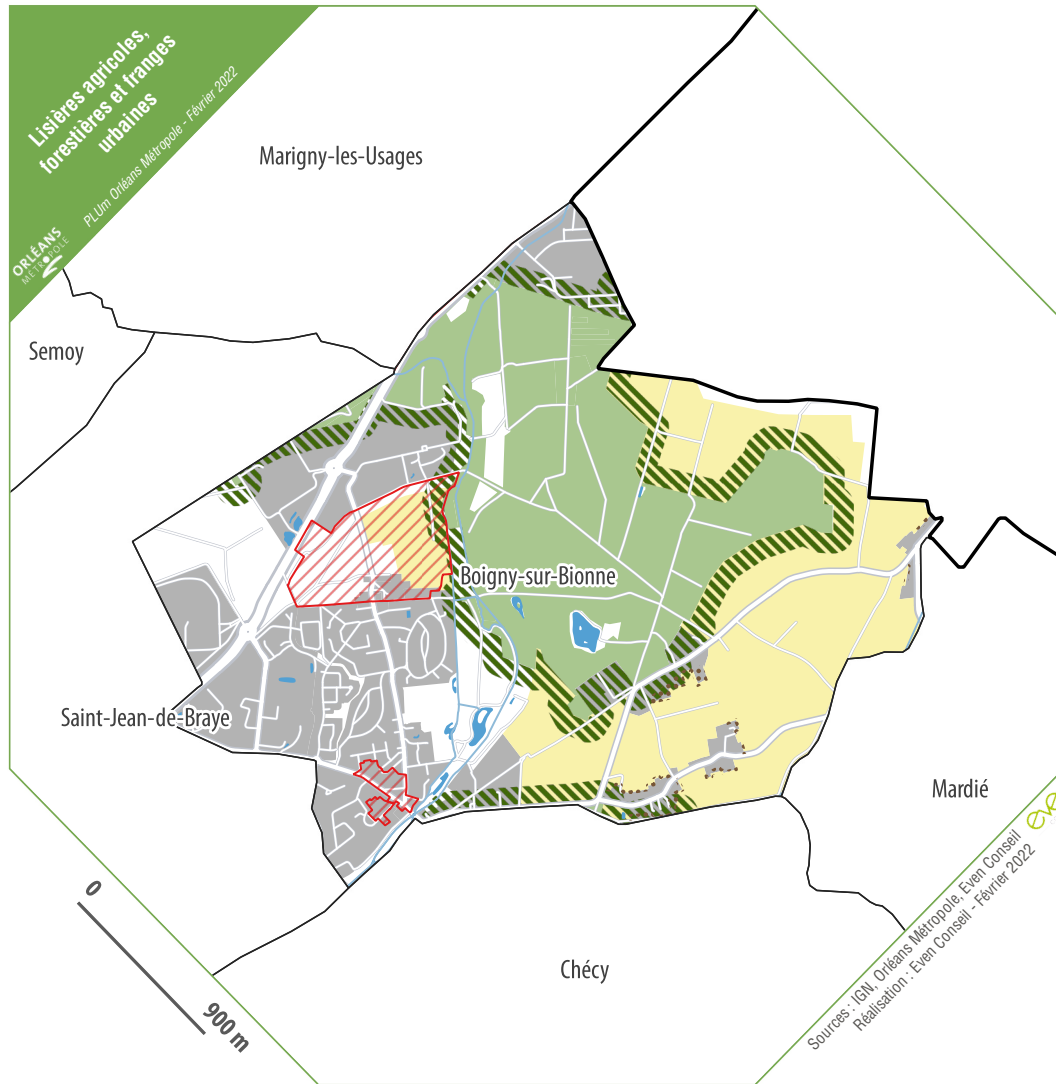 Lisières agricoles,
forestières et franges
urbaines
PLUm Orléans Métropole - Février 2022
ORLÉANS
MÉTROPOLE
Marigny-les-Usages
Semoy
Boigny-sur-Bionne
Saint-Jean-de-Braye
Mardié
Chécy
0
900 m
Sources : IGN, Orléans Métropole, Even Conseil
Réalisation : Even Conseil - Février 2022